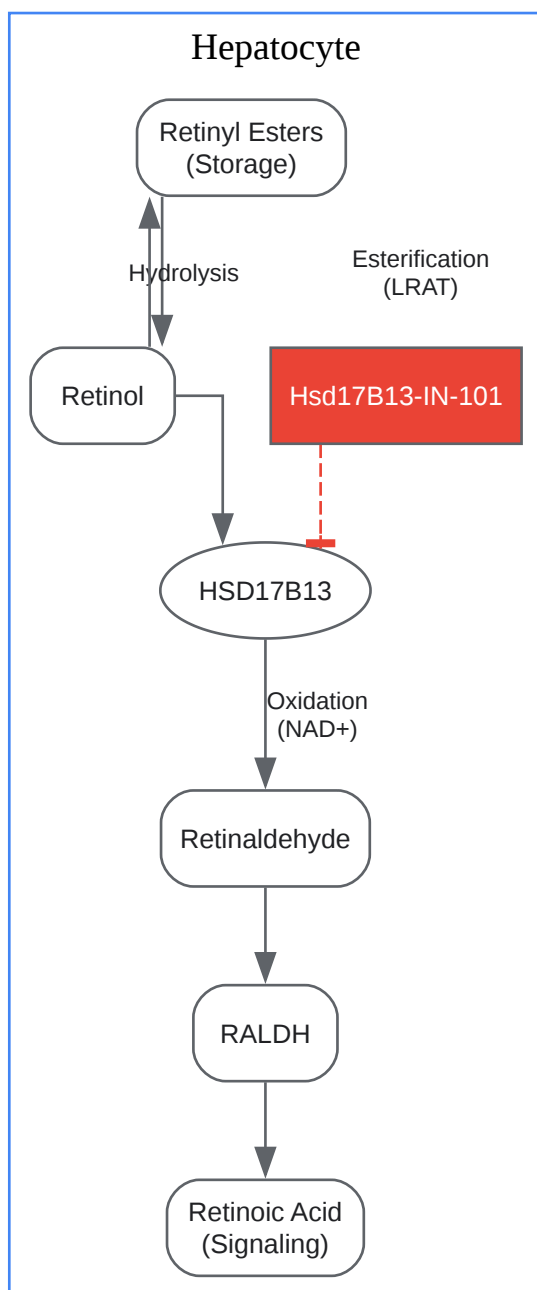 Hepatocyte
Retinyl Esters
(Storage)
Hydrolysis
Esterification
(LRAT)
Retinol
Hsd17B13-IN-101
HSD17B13
Oxidation
(NAD+)
Retinaldehyde
RALDH
Retinoic Acid
(Signaling)